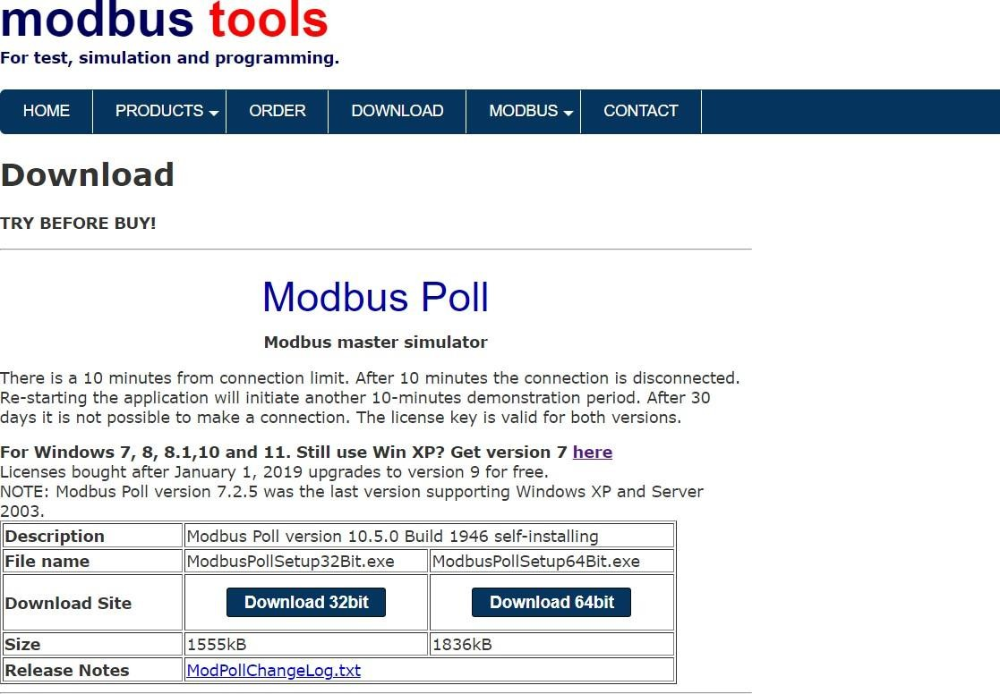 modbus tools
For test, simulation and programming.
HOME PRODUCTS ORDER DOWNLOAD MODBUS CONTACT
Download
TRY BEFORE BUY!
Modbus Poll
Modbus master simulator
There is a 10 minutes from connection limit. After 10 minutes the connection is disconnected.
Re-starting the application will initiate another 10-minutes demonstration period. After 30
days it is not possible to make a connection. The license key is valid for both versions.
For Windows 7, 8, 8.1,10 and 11. Still use Win XP? Get version 7 here
Licenses bought after January 1, 2019 upgrades to version 9 for free.
NOTE: Modbus Poll version 7.2.5 was the last version supporting Windows XP and Server
2003.
Description Modbus Poll version 10.5.0 Build 1946 self-installing
File name ModbusPollSetup32Bit.exe ModbusPollSetup64Bit.exe
Download Site Download 32bit Download 64bit
Size 1555kB 1836kB
Release Notes ModPollChangeLog.txt